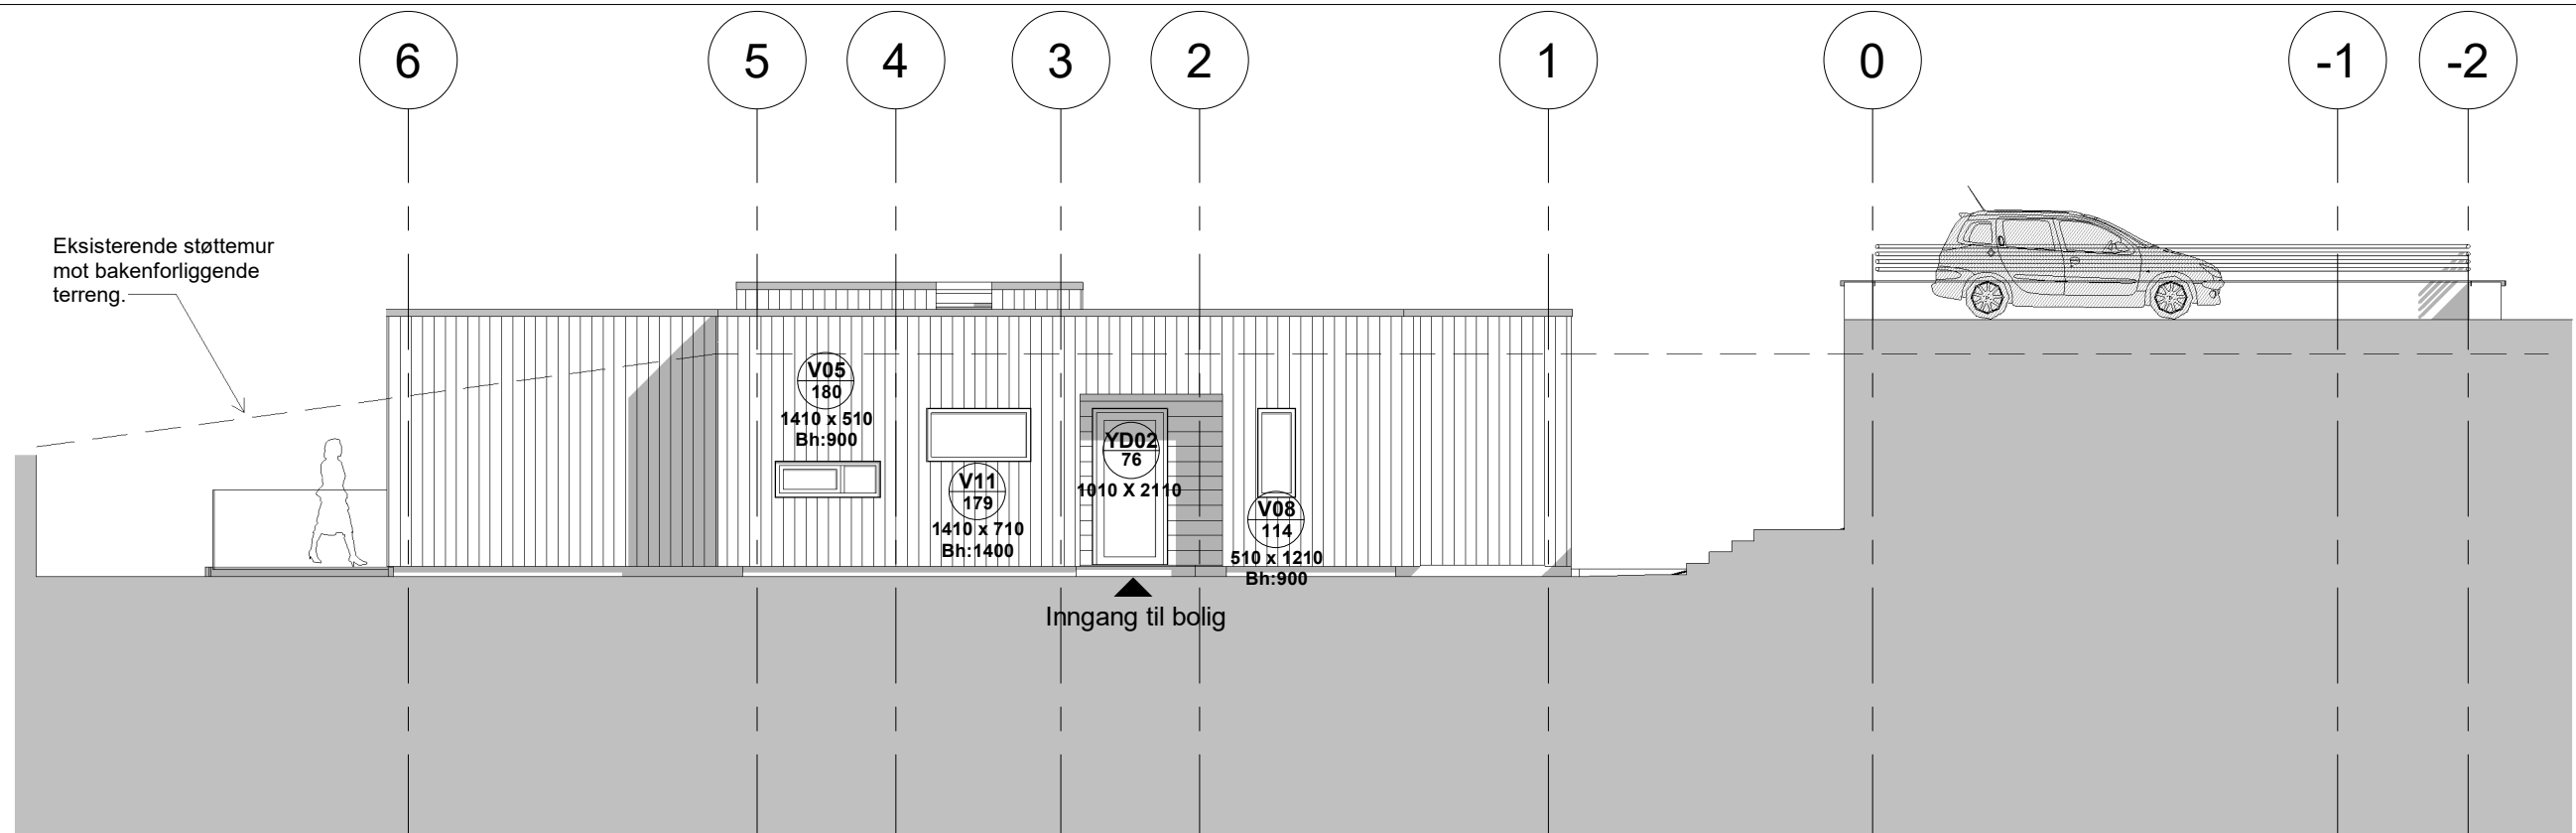 6
5
4
3
2
1
0
-1
-2
Eksisterende støttemur
mot bakenforliggende
terreng.
V05
180
1410 x 510
Bh:900
V11
179
1410 x 710
Bh:1400
YD02
76
1010 X 2110
V08
114
510 x 1210
Bh:900
Inngang til bolig